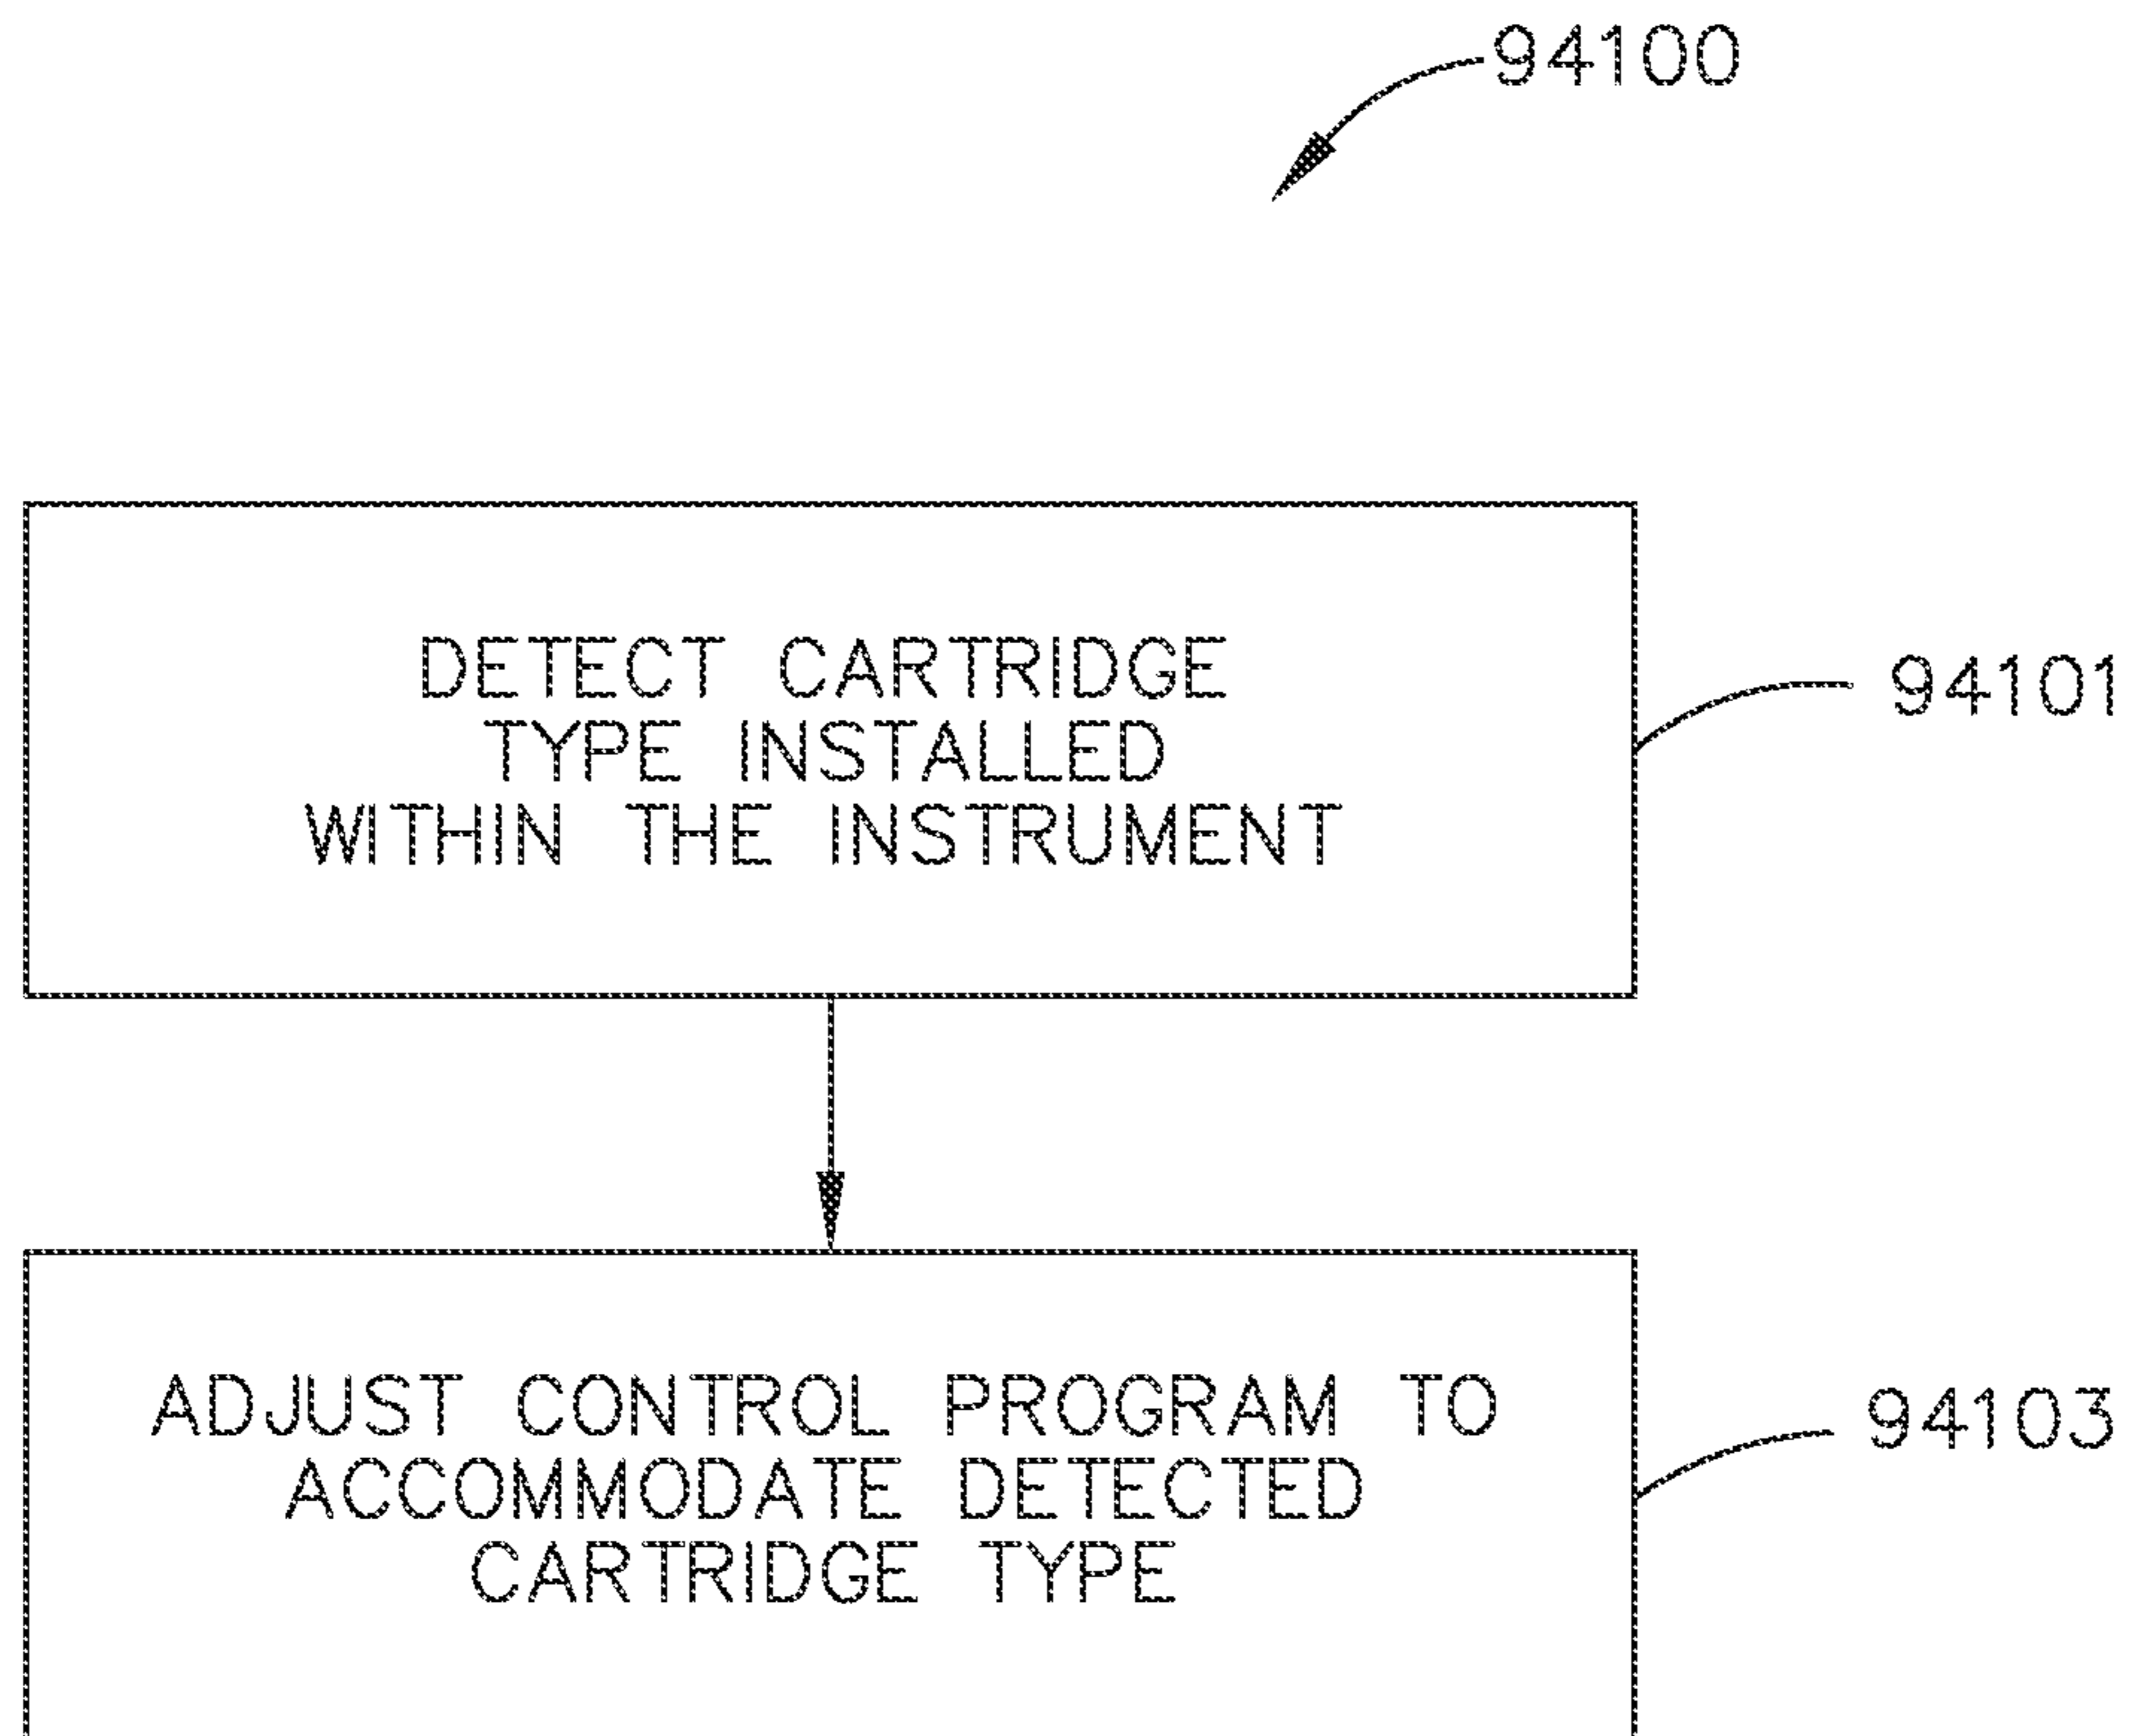 94100
DETECT CARTRIDGE
TYPE INSTALLED
WITHIN THE INSTRUMENT
94101
ADJUST CONTROL PROGRAM TO
ACCOMMODATE DETECTED
CARTRIDGE TYPE
94103